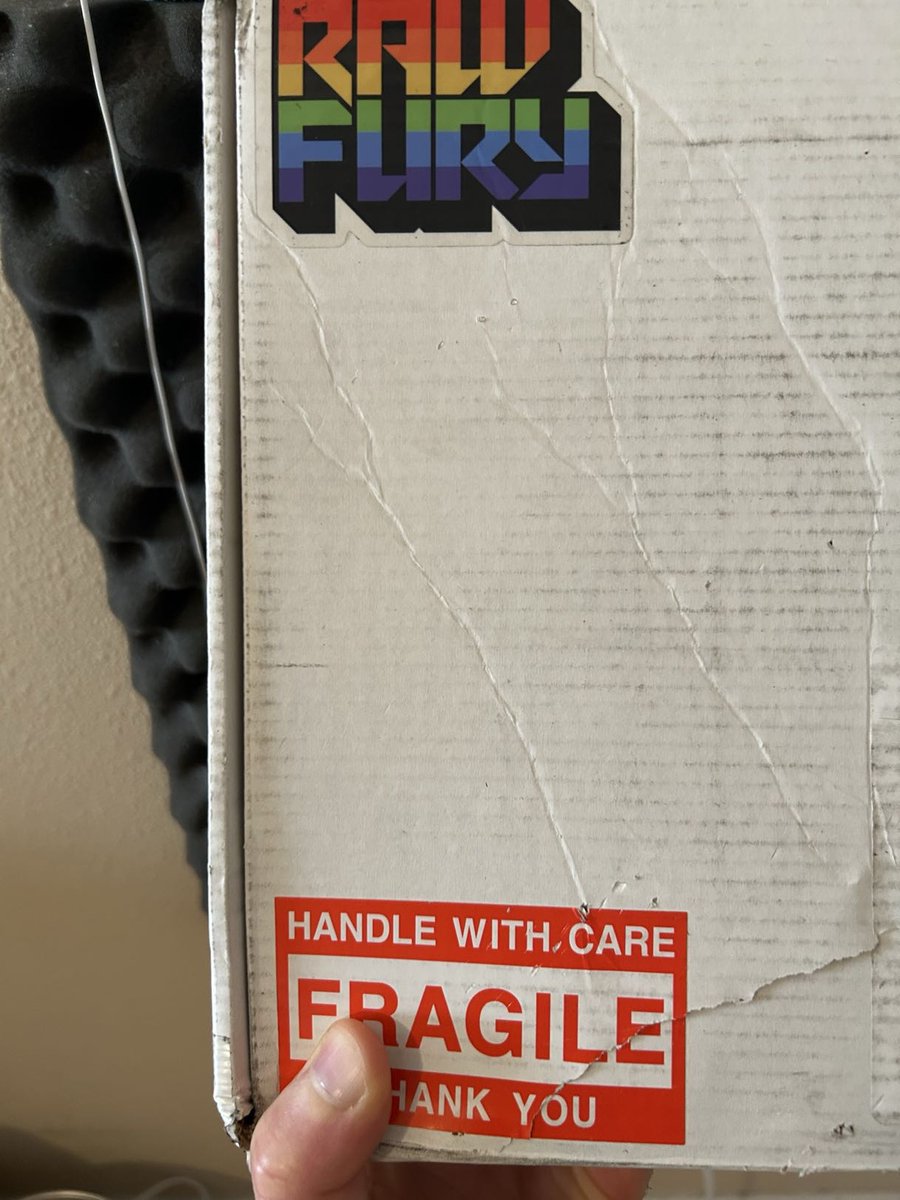 RAW
FURY
HANDLE WITH CARE
FRAGILE
HANK YOU